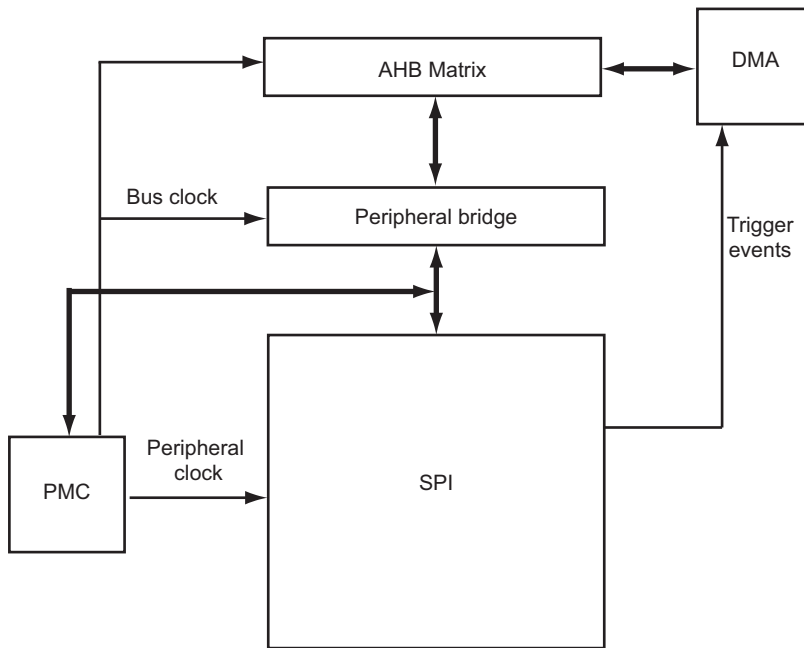 AHB Matrix
DMA
Bus clock
Peripheral bridge
Trigger
events
Peripheral
clock
PMC
SPI